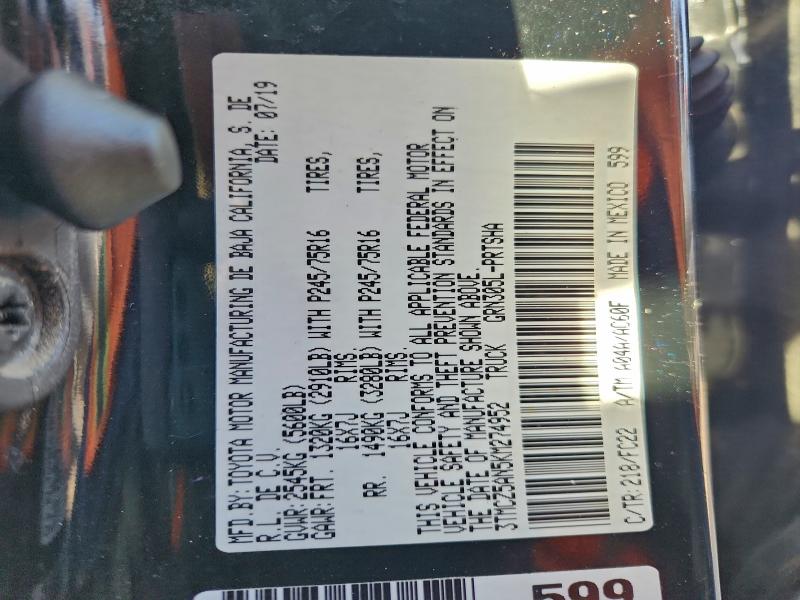 MFD BY: TOYOTA MOTOR MANUFACTURING DE BAJA CALIFORNIA, S. DE
R.L. DE C.V. DATE: 07/19
GVWR: 2545KG (5600LB)
GAWR: FRT. 1320KG (2910LB) WITH P245/75R16 TIRES,
16X7J RIMS.
RR. 1490KG (3280LB) WITH P245/75R16 TIRES,
16X7J RIMS.
THIS VEHICLE CONFORMS TO ALL APPLICABLE FEDERAL MOTOR
VEHICLE SAFETY AND THEFT PREVENTION STANDARDS IN EFFECT ON
THE DATE OF MANUFACTURE SHOWN ABOVE.
3TMCZ5AN5KM274952 TRUCK GRN305L-PRTSHA
C/TR: 218/FC22 A/TM A04A/AC60F MADE IN MEXICO 599
599